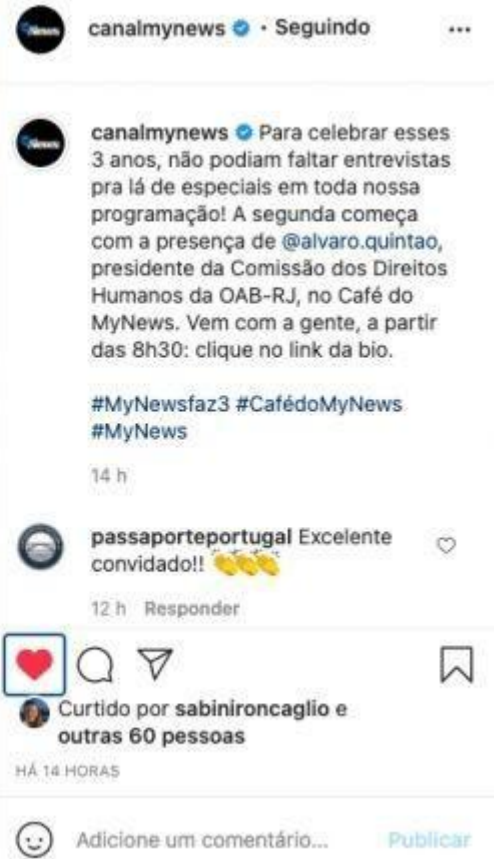 canalmynews • Seguindo
canalmynews Para celebrar esses
3 anos, não podiam faltar entrevistas
pra lá de especiais em toda nossa
programação! A segunda começa
com a presença de @alvaro.quintao,
presidente da Comissão dos Direitos
Humanos da OAB-RJ, no Café do
MyNews. Vem com a gente, a partir
das 8h30: clique no link da bio.
#MyNewsfaz3 #CafédoMyNews
#MyNews
14 h
passaporteportugal Excelente
convidado!! 👏👏👏
12 h Responder
Curtido por sabinironcaglio e
outras 60 pessoas
HÁ 14 HORAS
Adicione um comentário... Publicar